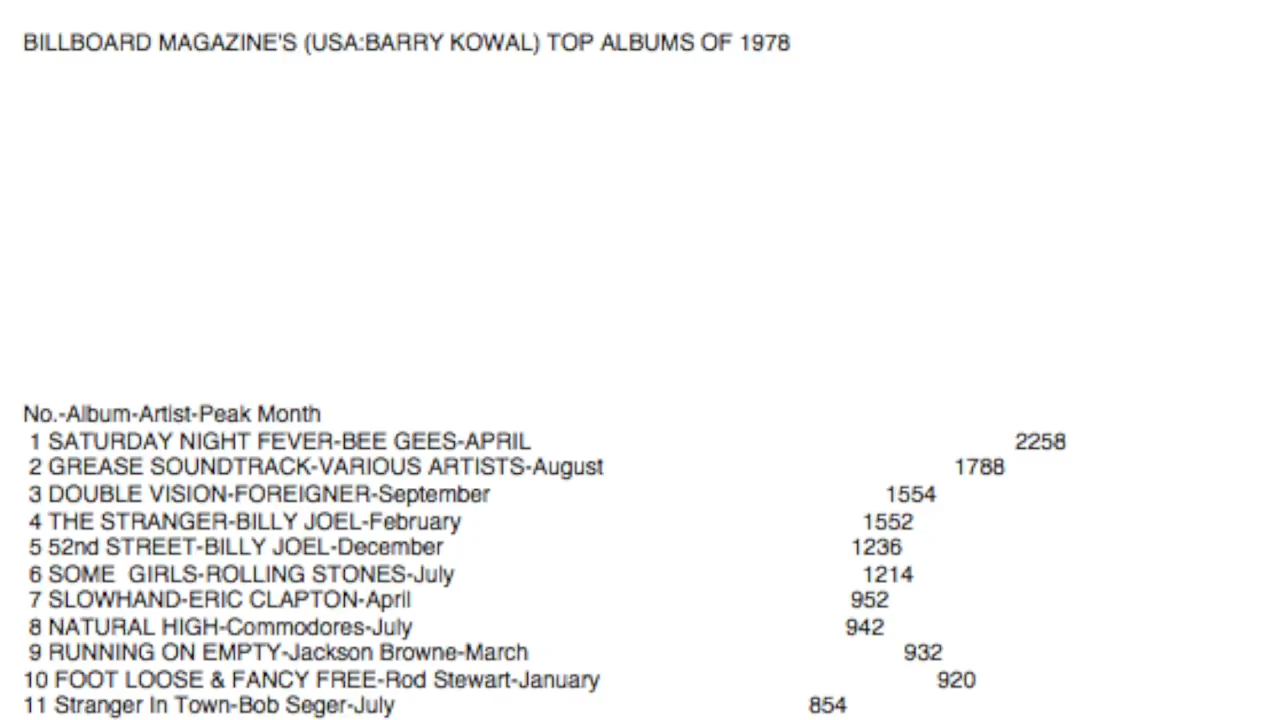 BILLBOARD MAGAZINE'S (USA:BARRY KOWAL) TOP ALBUMS OF 1978
No.-Album-Artist-Peak Month
1 SATURDAY NIGHT FEVER-BEE GEES-APRIL 2258
2 GREASE SOUNDTRACK-VARIOUS ARTISTS-August 1788
3 DOUBLE VISION-FOREIGNER-September 1554
4 THE STRANGER-BILLY JOEL-February 1552
5 52nd STREET-BILLY JOEL-December 1236
6 SOME  GIRLS-ROLLING STONES-July 1214
7 SLOWHAND-ERIC CLAPTON-April 952
8 NATURAL HIGH-Commodores-July 942
9 RUNNING ON EMPTY-Jackson Browne-March 932
10 FOOT LOOSE & FANCY FREE-Rod Stewart-January 920
11 Stranger In Town-Bob Seger-July 854